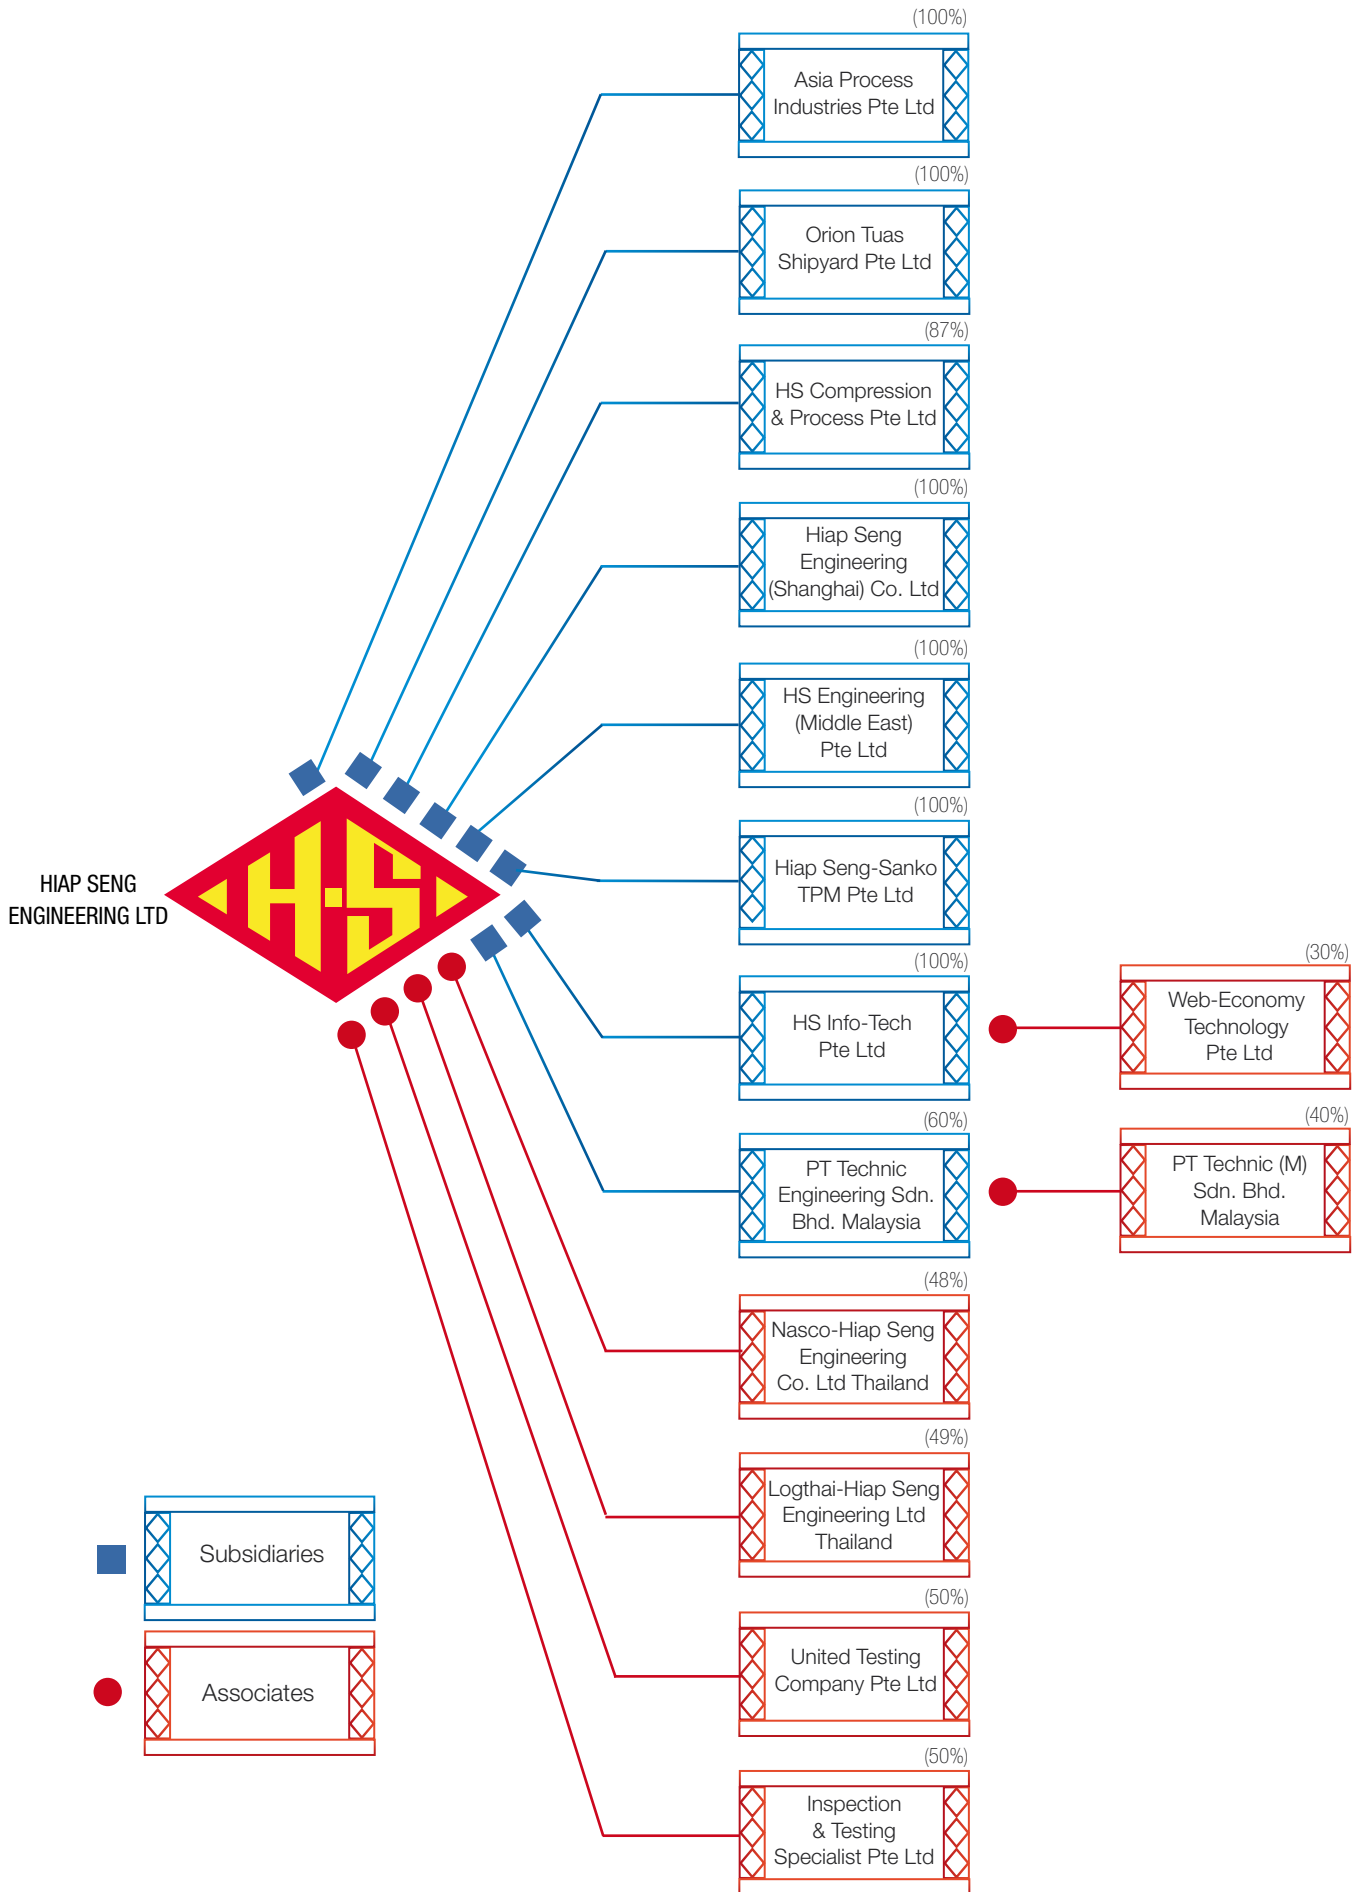 (100%)
Asia Process
Industries Pte Ltd
(100%)
Orion Tuas
Shipyard Pte Ltd
(87%)
HS Compression
& Process Pte Ltd
(100%)
Hiap Seng
Engineering
(Shanghai) Co. Ltd
(100%)
HS Engineering
(Middle East)
Pte Ltd
(100%)
Hiap Seng-Sanko
TPM Pte Ltd
HIAP SENG
ENGINEERING LTD
H-S
(100%)
HS Info-Tech
Pte Ltd
(30%)
Web-Economy
Technology
Pte Ltd
(60%)
PT Technic
Engineering Sdn.
Bhd. Malaysia
(40%)
PT Technic (M)
Sdn. Bhd.
Malaysia
(48%)
Nasco-Hiap Seng
Engineering
Co. Ltd Thailand
(49%)
Logthai-Hiap Seng
Engineering Ltd
Thailand
(50%)
United Testing
Company Pte Ltd
(50%)
Inspection
& Testing
Specialist Pte Ltd
Subsidiaries
Associates